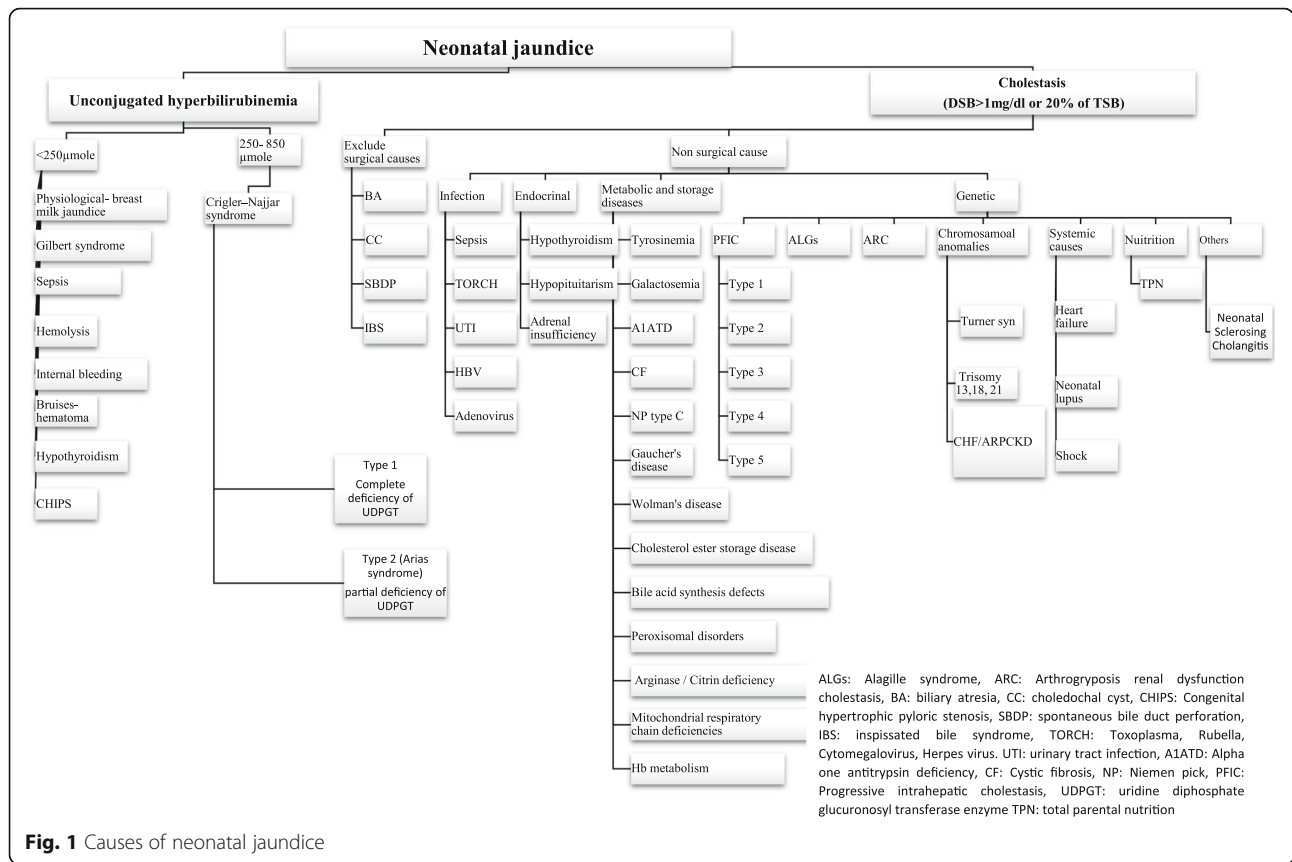 Neonatal jaundice
Unconjugated hyperbilirubinemia
Cholestasis
(DSB>1mg/dl or 20% of TSB)
<250µmole
250- 850
µmole
Exclude
surgical causes
Non surgical cause
Physiological- breast
milk jaundice
Gilbert syndrome
Sepsis
Hemolysis
Internal bleeding
Bruises-
hematoma
Hypothyroidism
CHIPS
Crigler–Najjar
syndrome
Type 1
Complete
deficiency of
UDPGT
Type 2 (Arias
syndrome)
partial deficiency of
UDPGT
BA
CC
SBDP
IBS
Infection
Sepsis
TORCH
UTI
HBV
Adenovirus
Endocrinal
Hypothyroidism
Hypopituitarism
Adrenal
insufficiency
Metabolic and storage
diseases
Tyrosinemia
Galactosemia
A1ATD
CF
NP type C
Gaucher's
disease
Wolman's disease
Cholesterol ester storage disease
Bile acid synthesis defects
Peroxisomal disorders
Arginase / Citrin deficiency
Mitochondrial respiratory
chain deficiencies
Hb metabolism
Genetic
PFIC
Type 1
Type 2
Type 3
Type 4
Type 5
ALGs
ARC
Chromosamoal
anomalies
Turner syn
Trisomy
13,18, 21
CHF/ARPCKD
Systemic
causes
Heart
failure
Neonatal
lupus
Shock
Nuitrition
TPN
Others
Neonatal
Sclerosing
Cholangitis
ALGs: Alagille syndrome, ARC: Arthrogryposis renal dysfunction
cholestasis, BA: biliary atresia, CC: choledochal cyst, CHIPS: Congenital
hypertrophic pyloric stenosis, SBDP: spontaneous bile duct perforation,
IBS: inspissated bile syndrome, TORCH: Toxoplasma, Rubella,
Cytomegalovirus, Herpes virus. UTI: urinary tract infection, A1ATD: Alpha
one antitrypsin deficiency, CF: Cystic fibrosis, NP: Niemen pick, PFIC:
Progressive intrahepatic cholestasis, UDPGT: uridine diphosphate
glucuronosyl transferase enzyme TPN: total parental nutrition
Fig. 1 Causes of neonatal jaundice